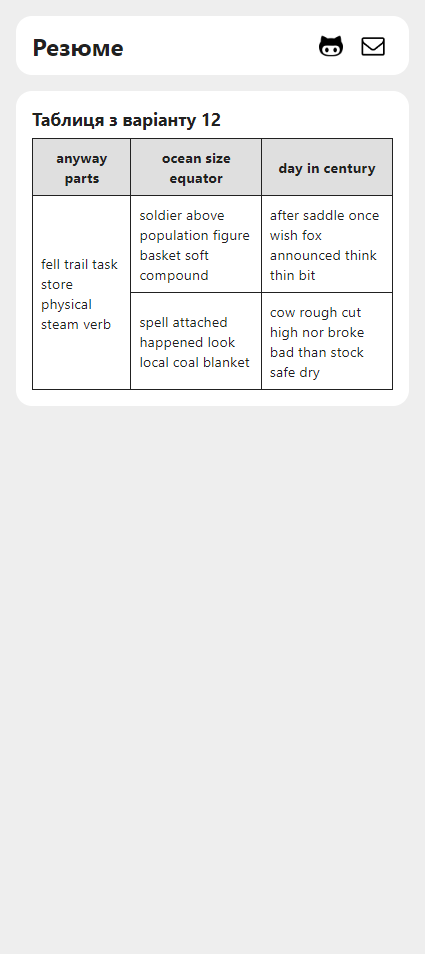 Резюме
Таблиця з варіанту 12
anyway
parts
ocean size
equator
day in century
fell trail task
store
physical
steam verb
soldier above
population figure
basket soft
compound
after saddle once
wish fox
announced think
thin bit
spell attached
happened look
local coal blanket
cow rough cut
high nor broke
bad than stock
safe dry